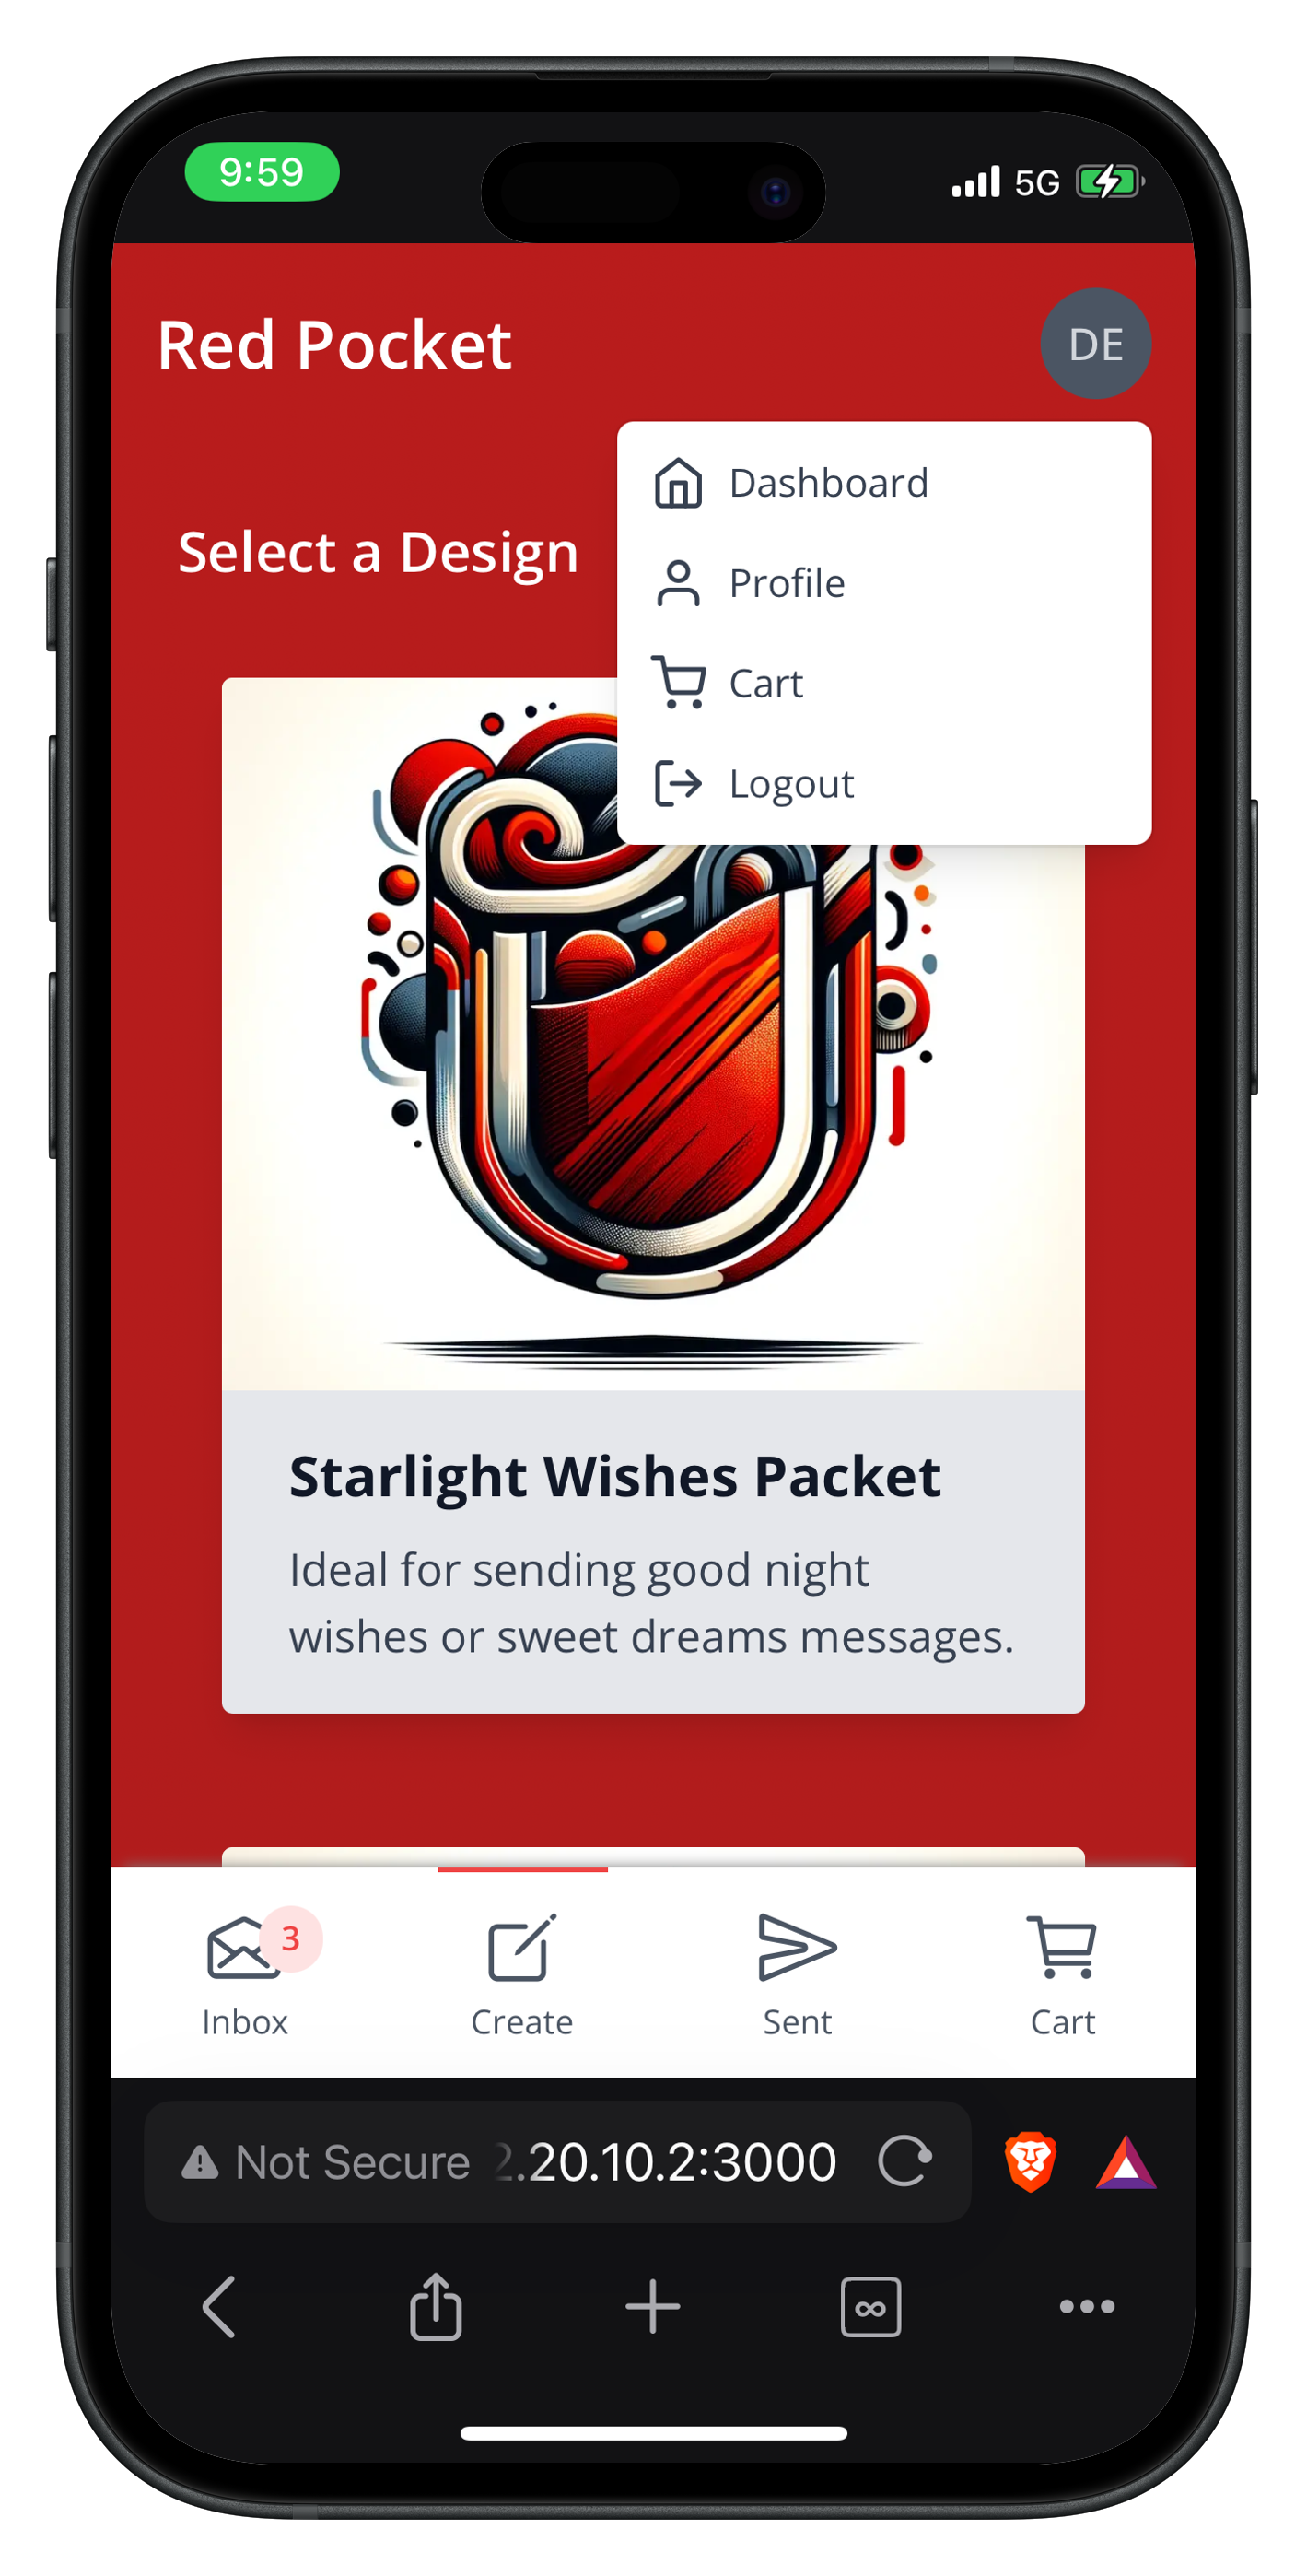 9:59
5G
Red Pocket
DE
Dashboard
Select a Design
Profile
Cart
Logout
Starlight Wishes Packet
Ideal for sending good night
wishes or sweet dreams messages.
3
Inbox
Create
Sent
Cart
Not Secure 2.20.10.2:3000